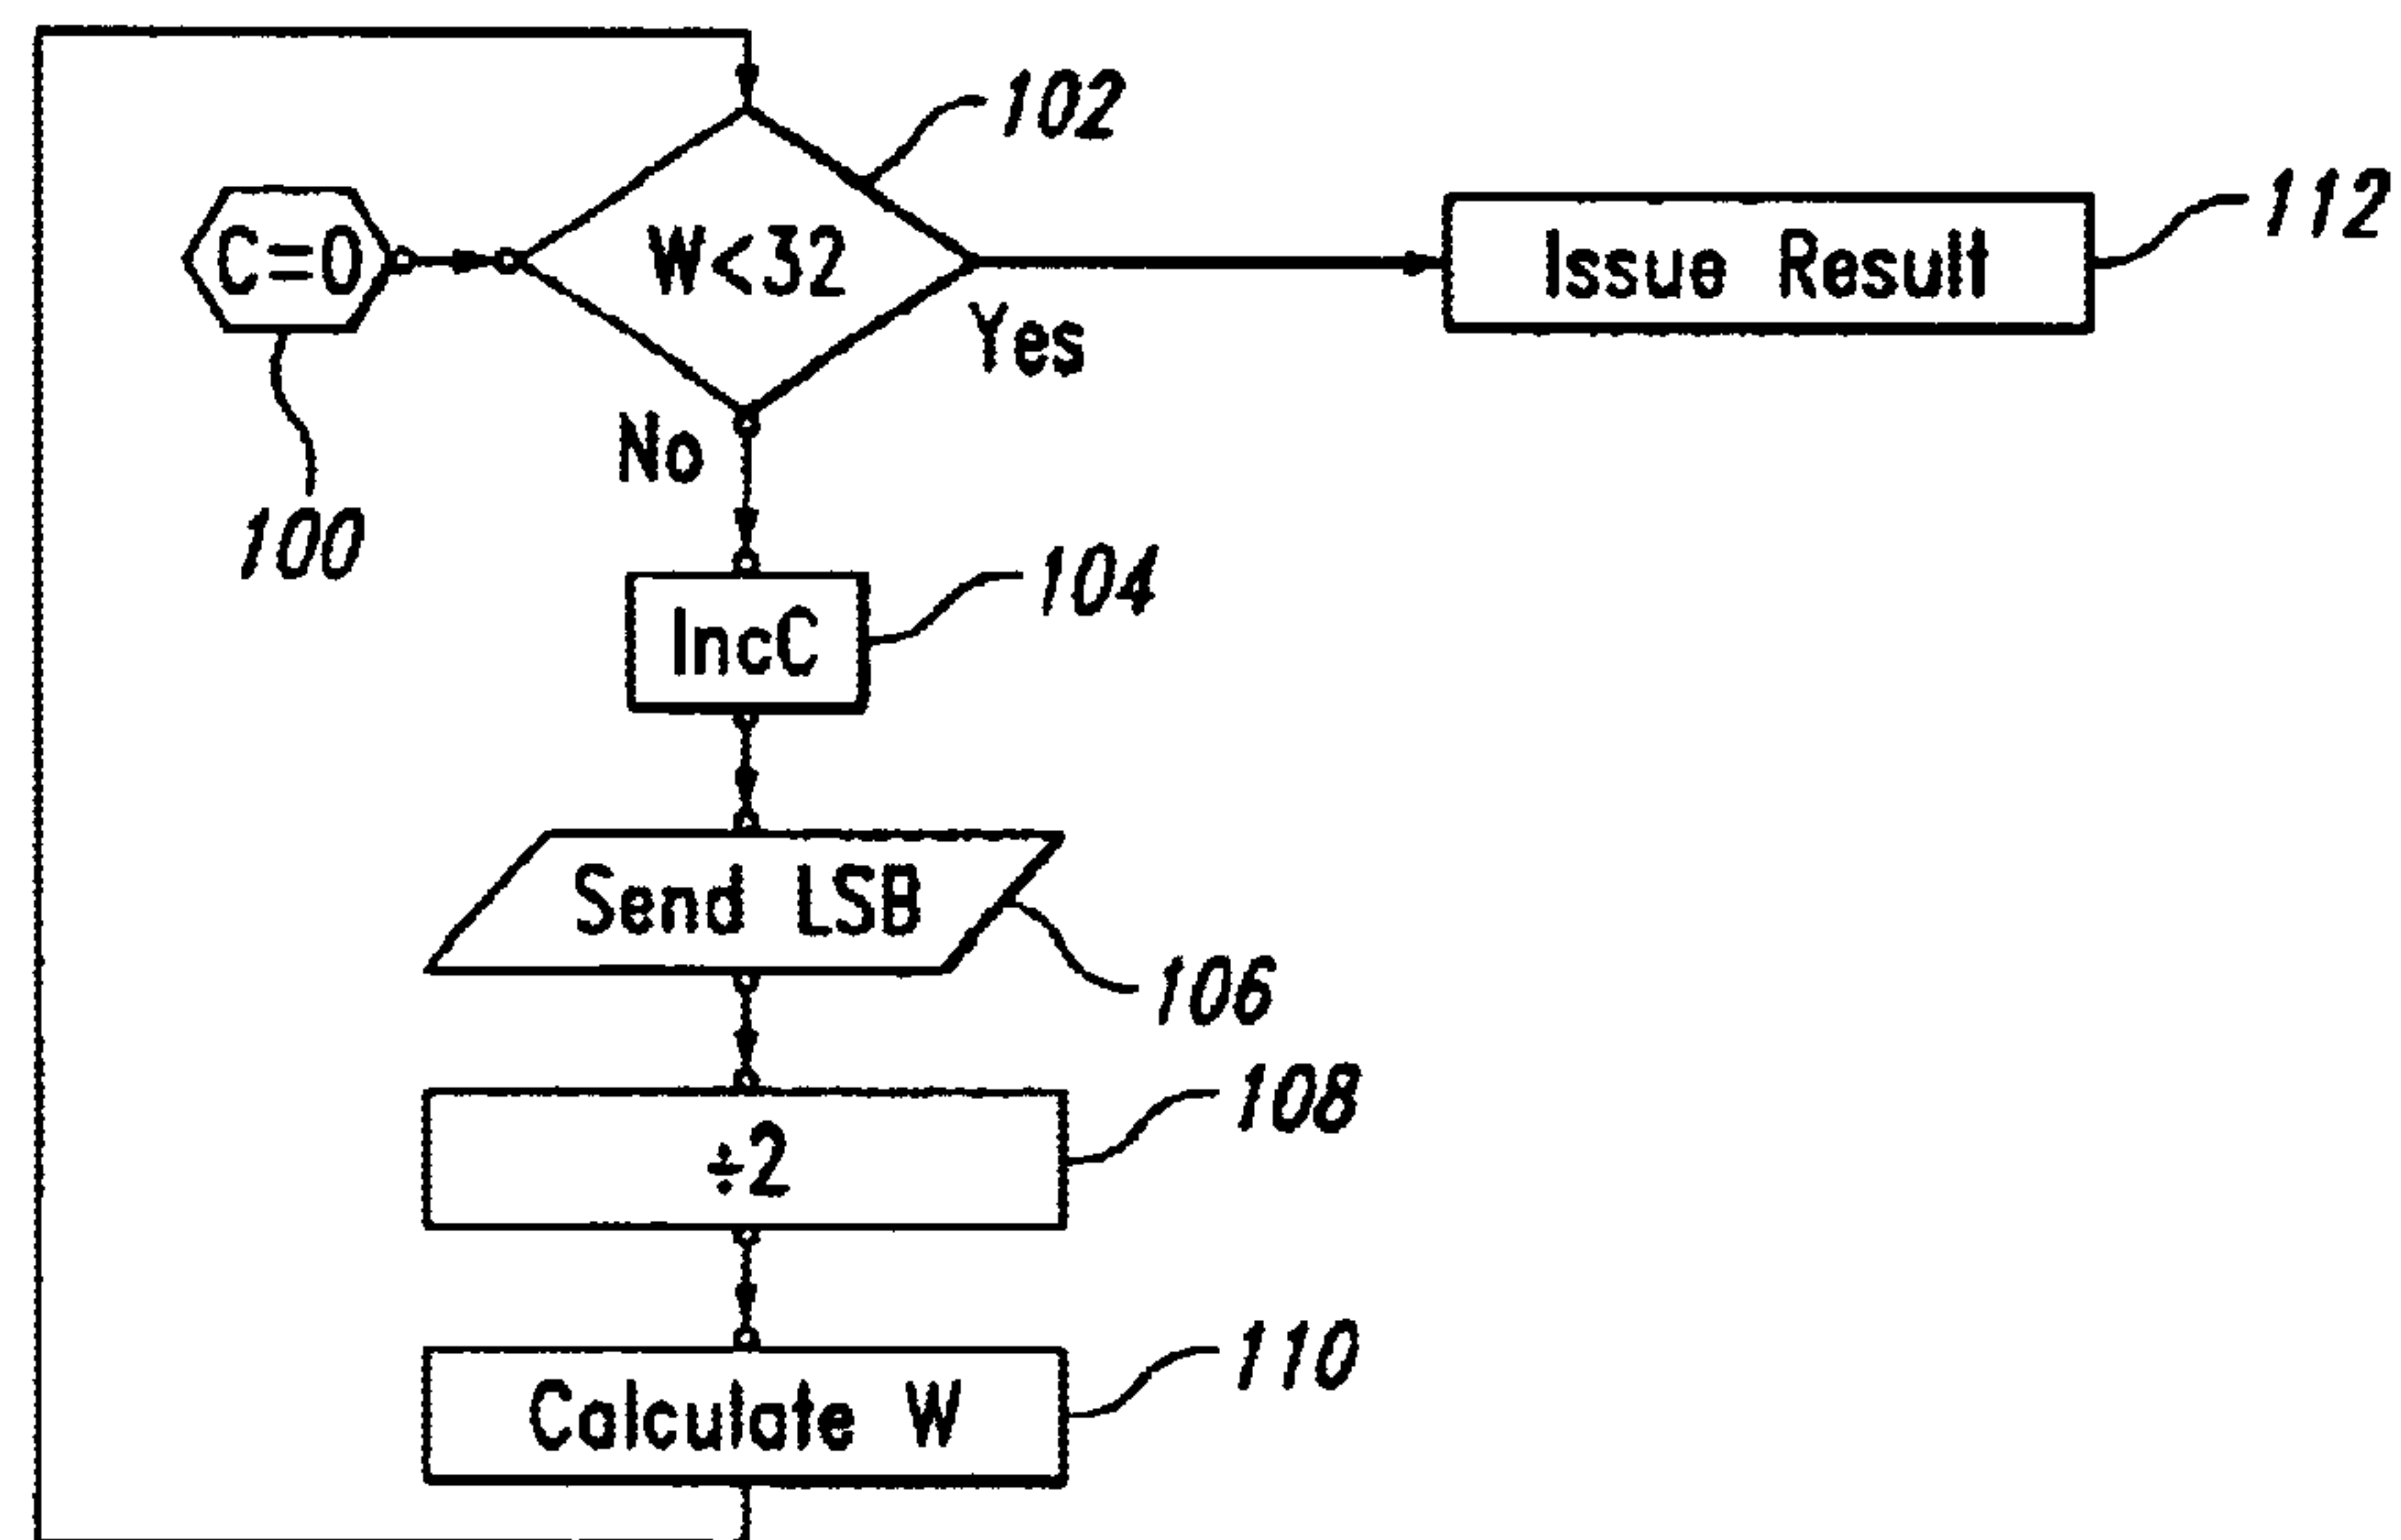 102
C=0
W<32
Issue Result
112
Yes
No
100
104
IncC
Send LSB
106
108
÷2
110
Calculate W